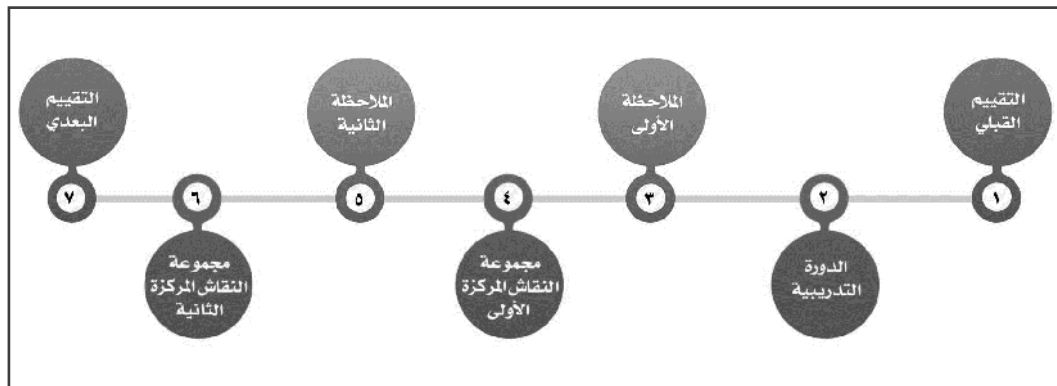 التقييم
القبلي
١
٢
الدورة
التدريبية
الملاحظة
الأولى
٣
٤
مجموعة
النقاش المركزة
الأولى
الملاحظة
الثانية
٥
٦
مجموعة
النقاش المركزة
الثانية
التقييم
البعدي
٧